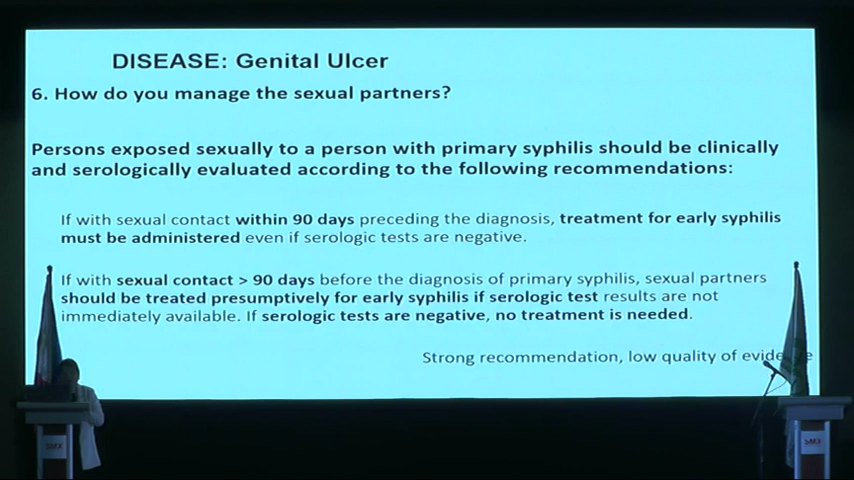 DISEASE: Genital Ulcer
6. How do you manage the sexual partners?
Persons exposed sexually to a person with primary syphilis should be clinically
and serologically evaluated according to the following recommendations:
If with sexual contact within 90 days preceding the diagnosis, treatment for early syphilis
must be administered even if serologic tests are negative.
If with sexual contact > 90 days before the diagnosis of primary syphilis, sexual partners
should be treated presumptively for early syphilis if serologic test results are not
immediately available. If serologic tests are negative, no treatment is needed.
Strong recommendation, low quality of evidence
SMX
SMX